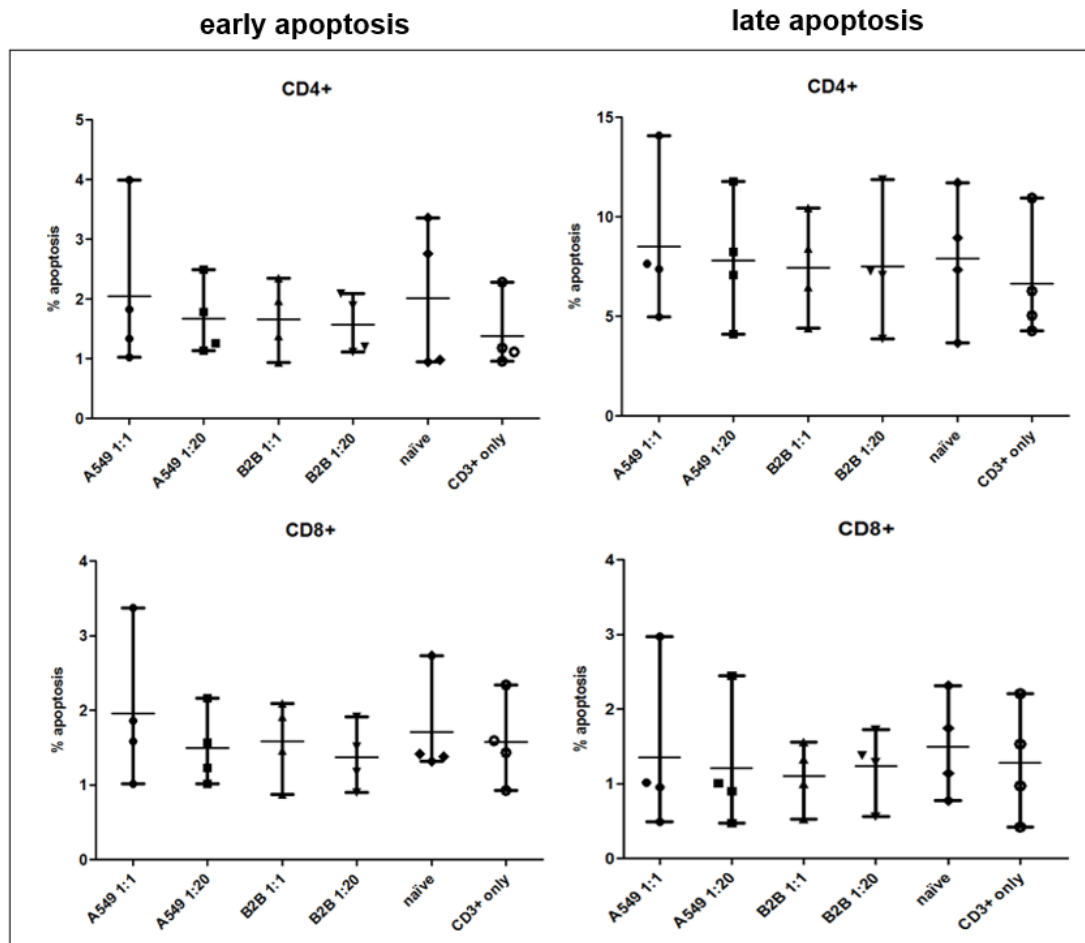 early apoptosis
late apoptosis
CD4+
% apoptosis
5
4
3
2
1
0
A549 1:1
A549 1:20
B2B 1:1
B2B 1:20
naïve
CD3+ only
CD4+
% apoptosis
15
10
5
0
A549 1:1
A549 1:20
B2B 1:1
B2B 1:20
naïve
CD3+ only
CD8+
% apoptosis
4
3
2
1
0
A549 1:1
A549 1:20
B2B 1:1
B2B 1:20
naïve
CD3+ only
CD8+
% apoptosis
4
3
2
1
0
A549 1:1
A549 1:20
B2B 1:1
B2B 1:20
naïve
CD3+ only